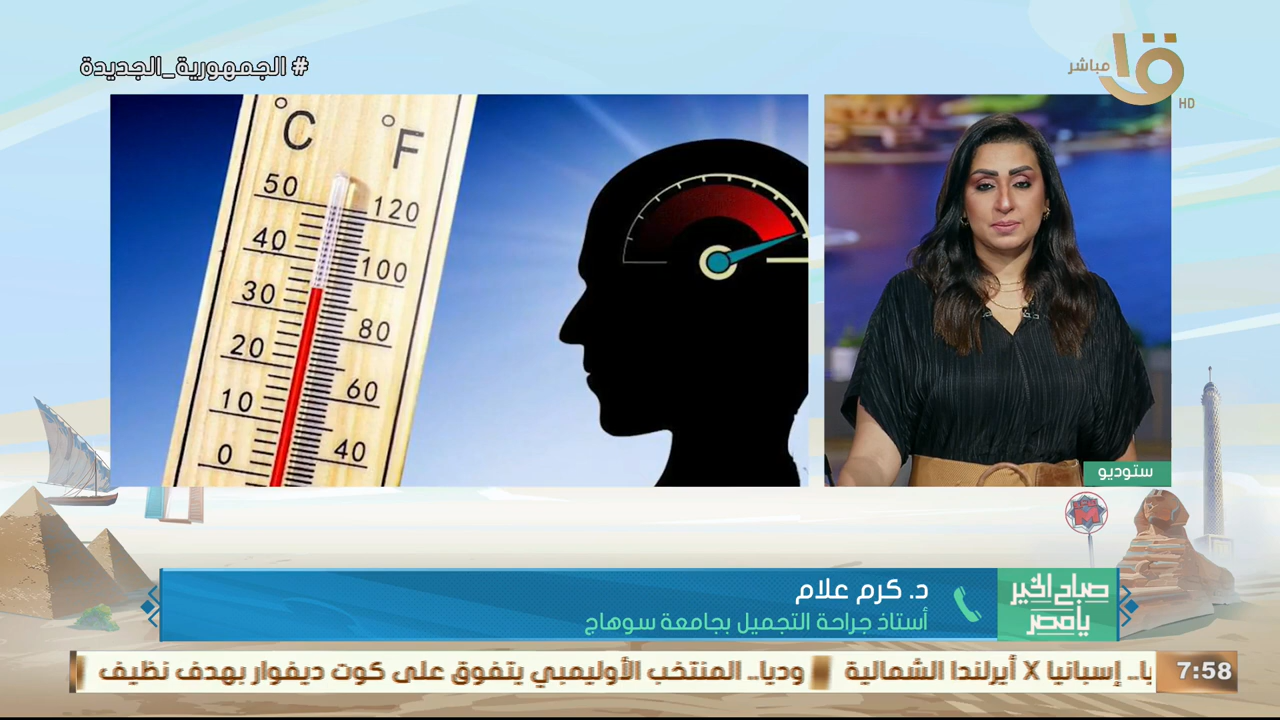 # الجمهورية_الجديدة
مباشر
HD
°C °F
50 120
40 100
30 80
20 60
10 40
0
ستوديو
M
د. كرم علام
أستاذ جراحة التجميل بجامعة سوهاج
صباح الخير
يا مصر
يا.. إسبانيا X أيرلندا الشمالية وديا.. المنتخب الأوليمبي يتفوق على كوت ديفوار بهدف نظيف
7:58